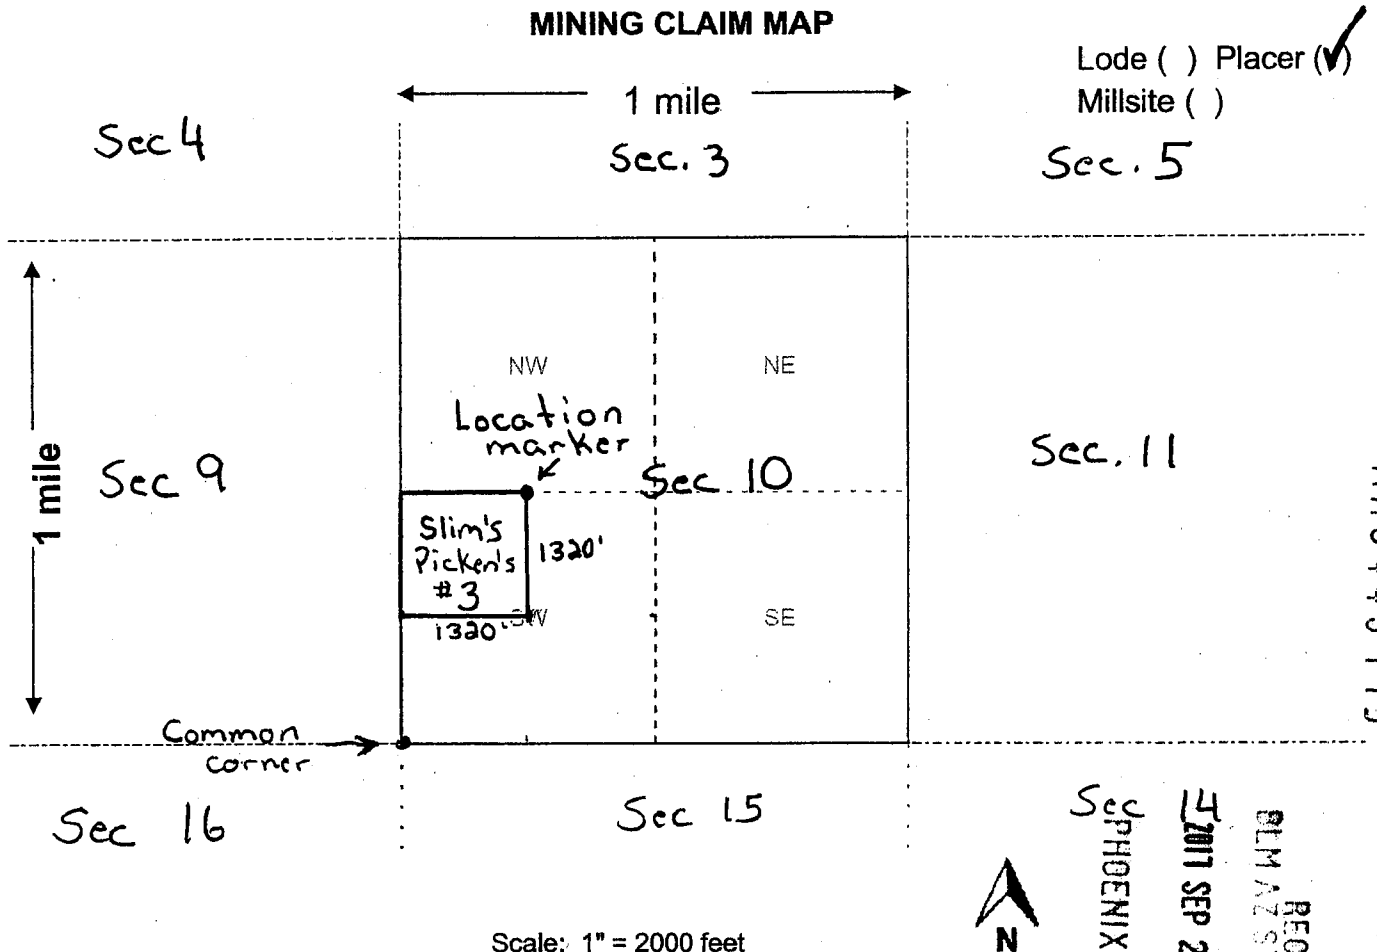 MINING CLAIM MAP
Lode ( ) Placer (✓)
Millsite ( )
1 mile
Sec 4
Sec. 3
Sec. 5
NW
NE
Location
marker
1 mile
Sec 9
Sec 10
Sec. 11
Slim's
Picken's
#3
1320'
1320'
SW
SE
Common
corner
Sec 16
Sec 15
Sec 14
PHOENIX
2011 SEP 2
BLM AZ S
REC
N
Scale: 1" = 2000 feet